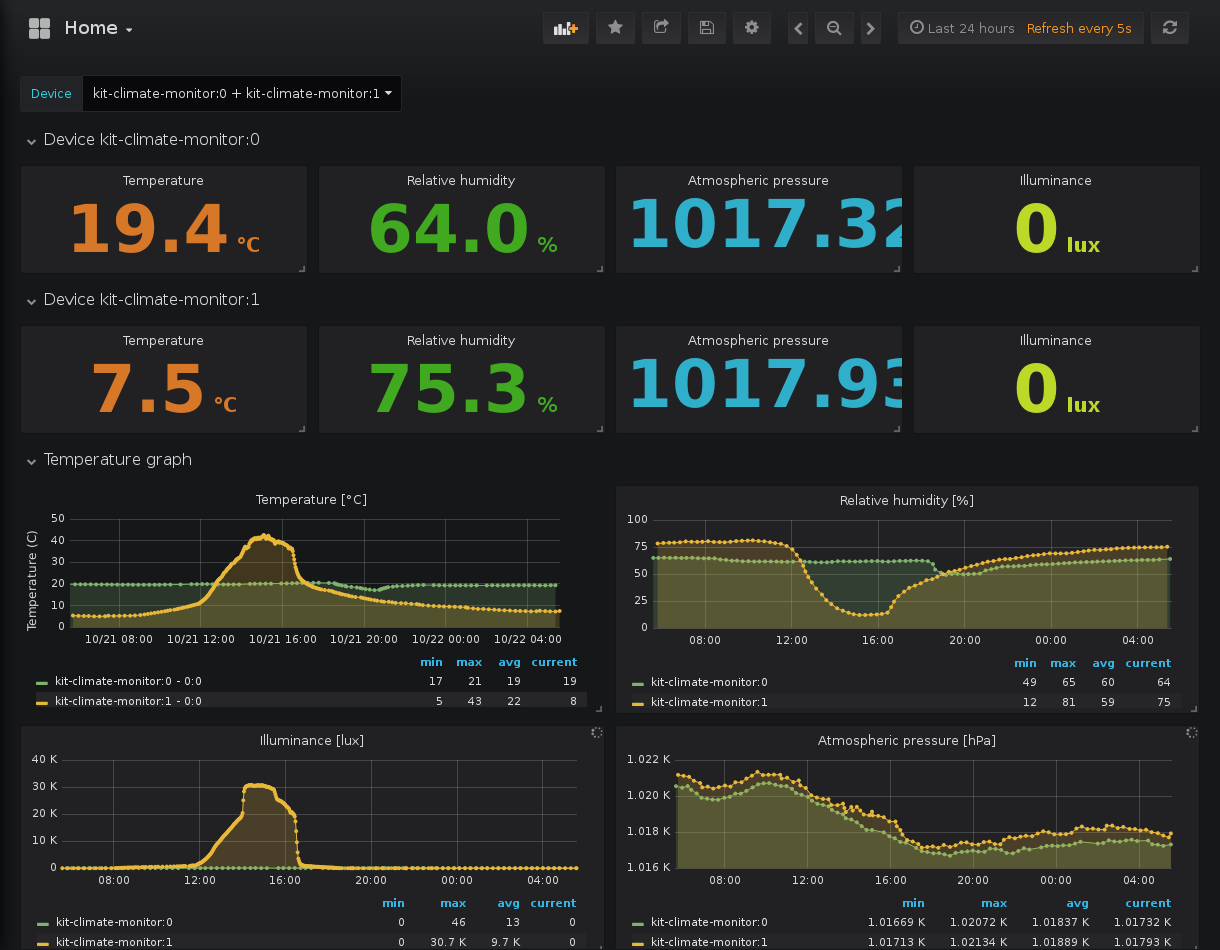 Home
Last 24 hours Refresh every 5s
Device kit-climate-monitor:0 + kit-climate-monitor:1
Device kit-climate-monitor:0
Temperature
19.4 °C
Relative humidity
64.0 %
Atmospheric pressure
1017.32
Illuminance
0 lux
Device kit-climate-monitor:1
Temperature
7.5 °C
Relative humidity
75.3 %
Atmospheric pressure
1017.93
Illuminance
0 lux
Temperature graph
Temperature [°C]
Temperature (C)
50
40
30
20
10
0
10/21 08:00 10/21 12:00 10/21 16:00 10/21 20:00 10/22 00:00 10/22 04:00
min max avg current
kit-climate-monitor:0 - 0:0 17 21 19 19
kit-climate-monitor:1 - 0:0 5 43 22 8
Relative humidity [%]
100
75
50
25
0
08:00 12:00 16:00 20:00 00:00 04:00
min max avg current
kit-climate-monitor:0 49 65 60 64
kit-climate-monitor:1 12 81 59 75
Illuminance [lux]
40 K
30 K
20 K
10 K
0
08:00 12:00 16:00 20:00 00:00 04:00
min max avg current
kit-climate-monitor:0 0 46 13 0
kit-climate-monitor:1 0 30.7 K 9.7 K 0
Atmospheric pressure [hPa]
1.022 K
1.020 K
1.018 K
1.016 K
08:00 12:00 16:00 20:00 00:00 04:00
min max avg current
kit-climate-monitor:0 1.01669 K 1.02072 K 1.01837 K 1.01732 K
kit-climate-monitor:1 1.01713 K 1.02134 K 1.01889 K 1.01793 K